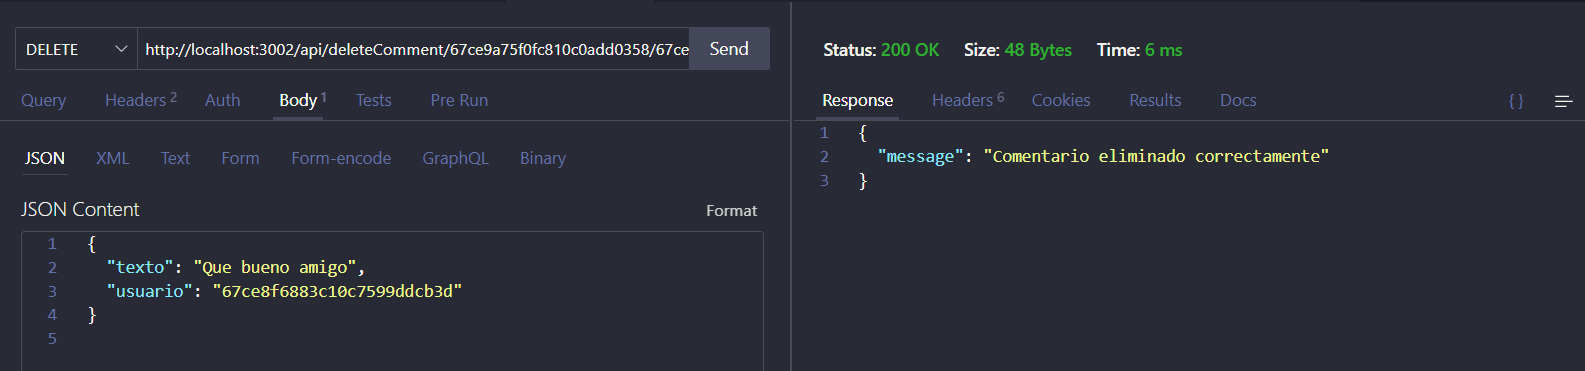 DELETE http://localhost:3002/api/deleteComment/67ce9a75f0fc810c0add0358/67ce Send
Query Headers 2 Auth Body 1 Tests Pre Run
JSON XML Text Form Form-encode GraphQL Binary
JSON Content Format
1 {
2 "texto": "Que bueno amigo",
3 "usuario": "67ce8f6883c10c7599ddcb3d"
4 }
5
Status: 200 OK Size: 48 Bytes Time: 6 ms
Response Headers 6 Cookies Results Docs { }
1 {
2 "message": "Comentario eliminado correctamente"
3 }